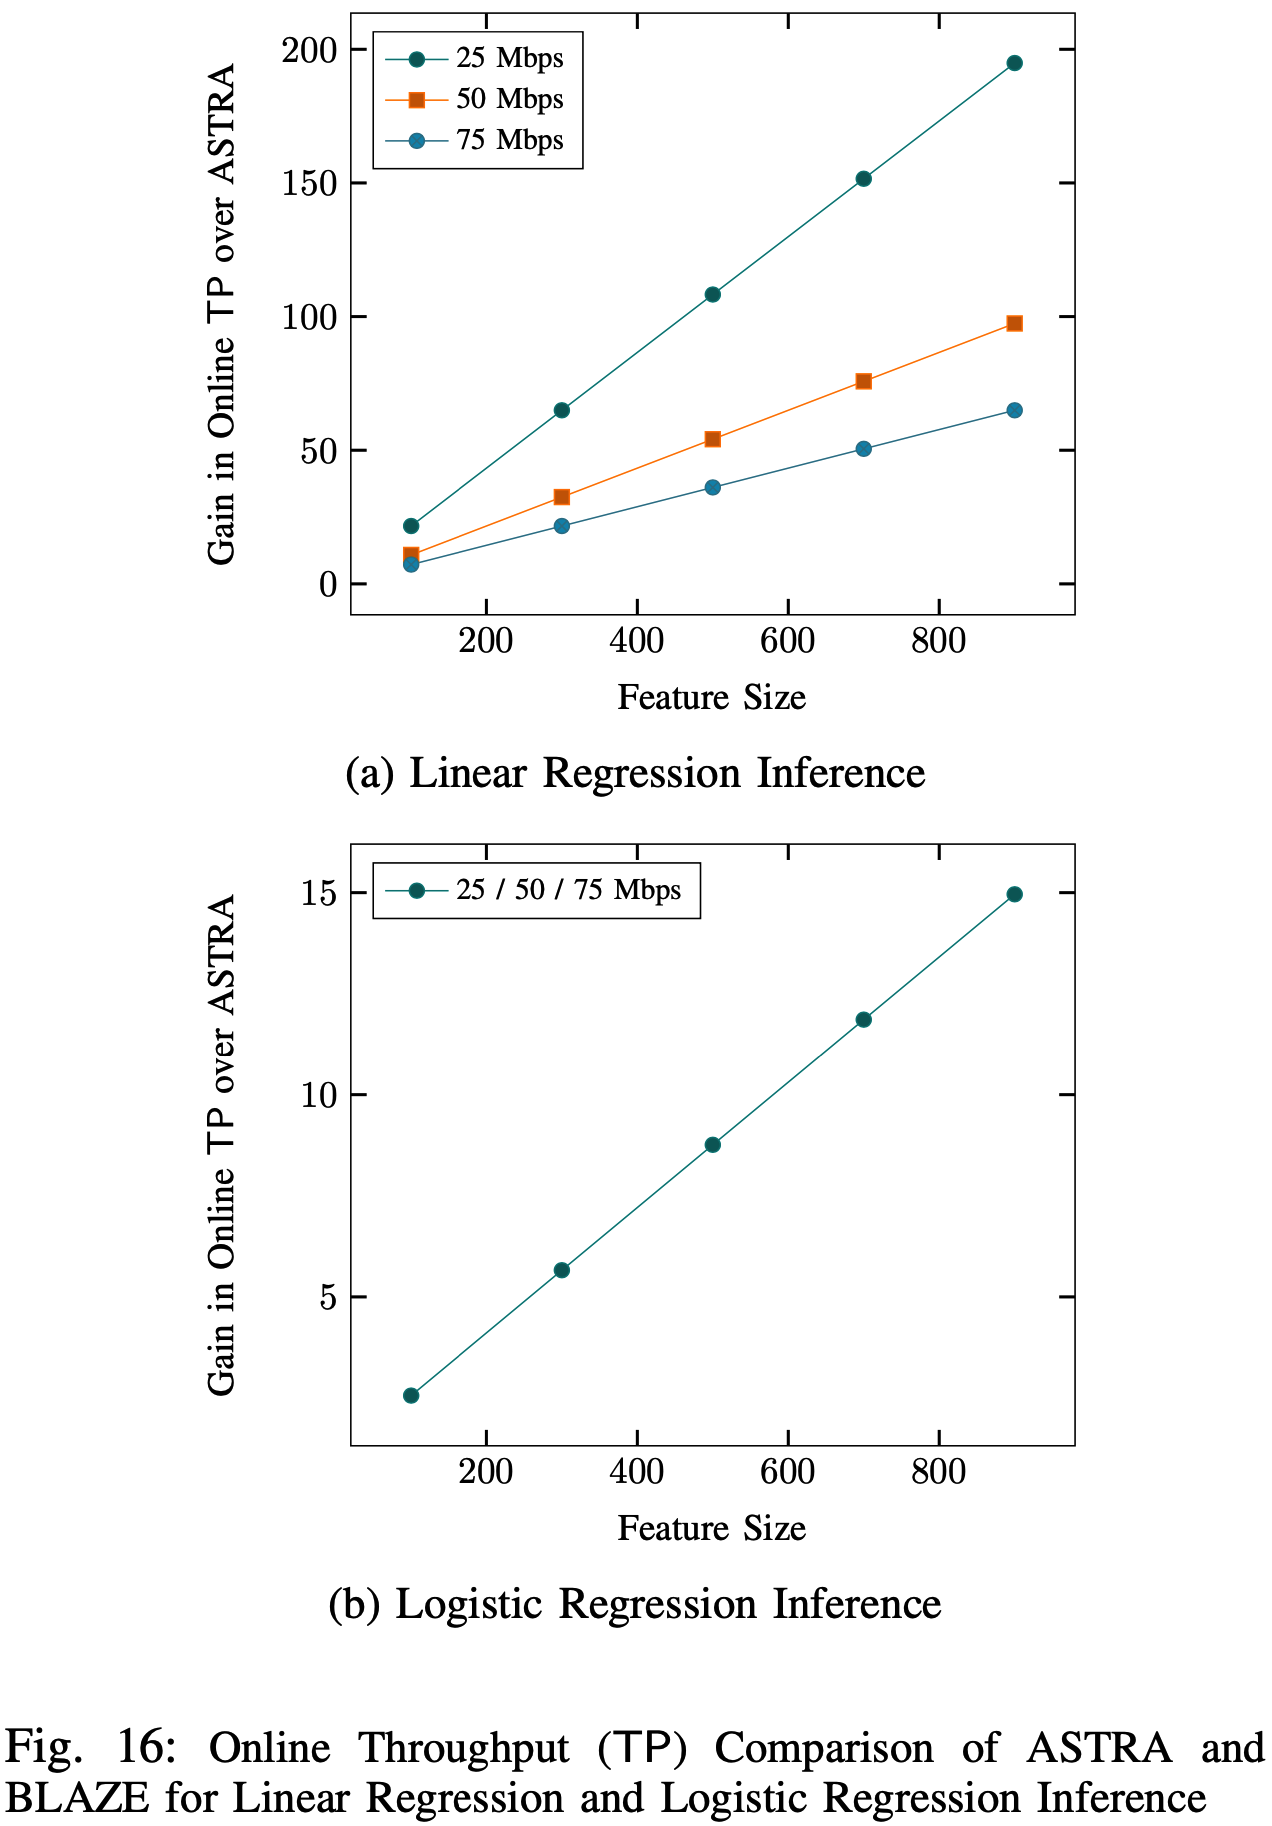 200
150
100
50
0
Gain in Online TP over ASTRA
25 Mbps
50 Mbps
75 Mbps
200 400 600 800
Feature Size
(a) Linear Regression Inference
15
10
5
Gain in Online TP over ASTRA
25 / 50 / 75 Mbps
200 400 600 800
Feature Size
(b) Logistic Regression Inference
Fig. 16: Online Throughput (TP) Comparison of ASTRA and
BLAZE for Linear Regression and Logistic Regression Inference